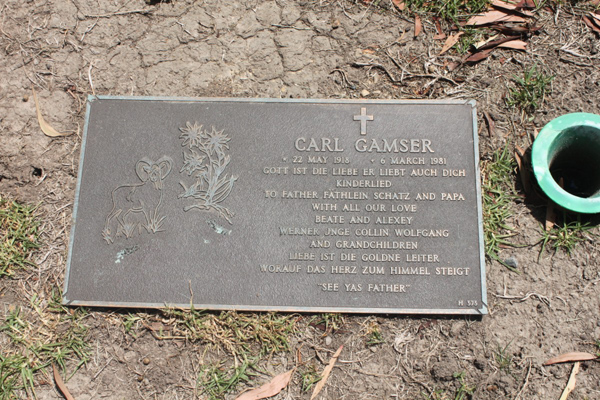 CARL GAMSER
* 22 MAY 1918 - 6 MARCH 1981
GOTT IST DIE LIEBE ER LIEBT AUCH DICH
KINDERLIED
TO FATHER FATHLEIN SCHATZ AND PAPA
WITH ALL OUR LOVE
BEATE AND ALEXEY
WERNER INGE COLLIN WOLFGANG
AND GRANDCHILDREN
LIEBE IST DIE GOLDNE LEITER
WORAUF DAS HERZ ZUM HIMMEL STEIGT
"SEE YAS FATHER"